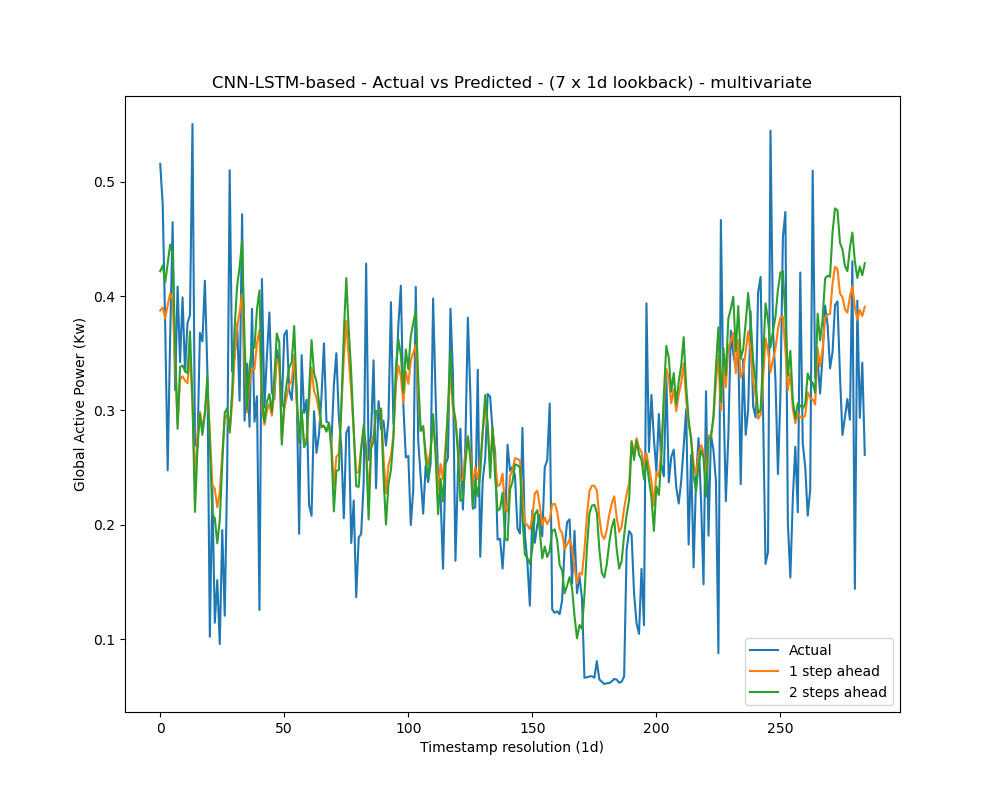 CNN-LSTM-based - Actual vs Predicted - (7 x 1d lookback) - multivariate
Global Active Power (Kw)
0.5
0.4
0.3
0.2
0.1
Actual
1 step ahead
2 steps ahead
0 50 100 150 200 250
Timestamp resolution (1d)